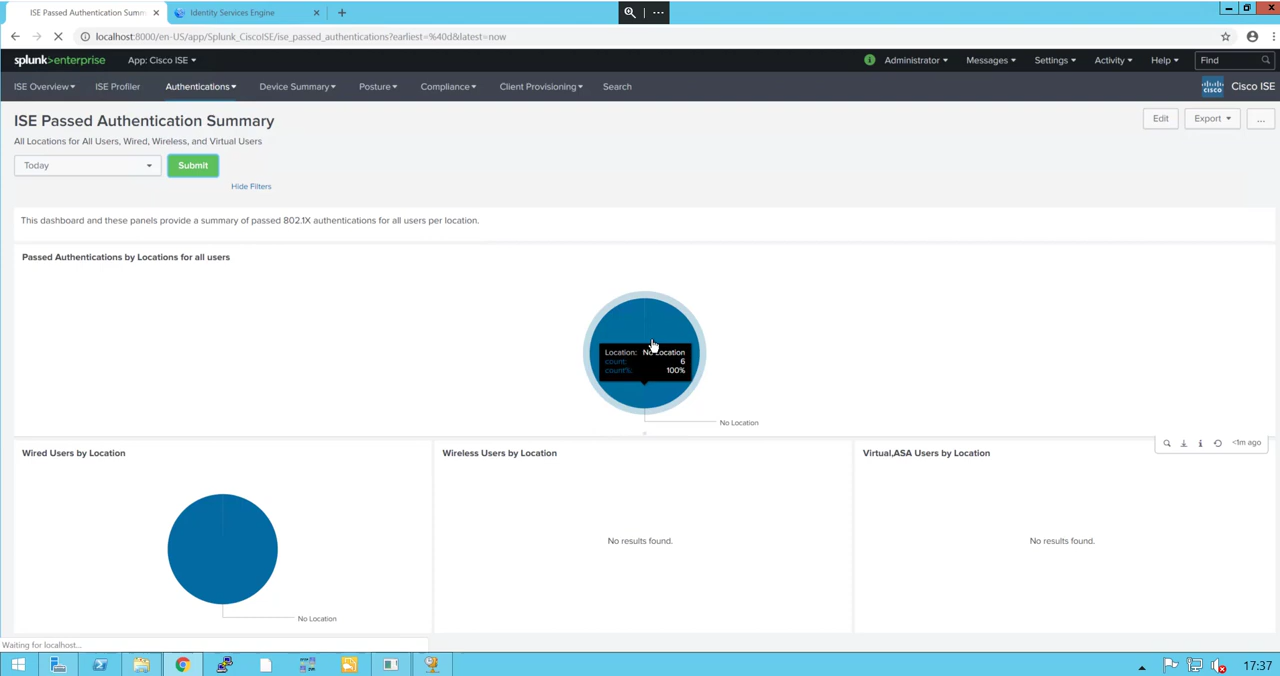 ISE Passed Authentication Summ
Identity Services Engine
localhost:8000/en-US/app/Splunk_CiscoISE/ise_passed_authentications?earliest=%40d&latest=now
splunk>enterprise App: Cisco ISE
Administrator Messages Settings Activity Help Find
ISE Overview ISE Profiler Authentications Device Summary Posture Compliance Client Provisioning Search
CISCO Cisco ISE
ISE Passed Authentication Summary
Edit Export ...
All Locations for All Users, Wired, Wireless, and Virtual Users
Today Submit
Hide Filters
This dashboard and these panels provide a summary of passed 802.1X authentications for all users per location.
Passed Authentications by Locations for all users
Location: No Location
count: 6
count%: 100%
No Location
<1m ago
Wired Users by Location
Wireless Users by Location
Virtual,ASA Users by Location
No results found.
No results found.
No Location
Waiting for localhost...
17:37